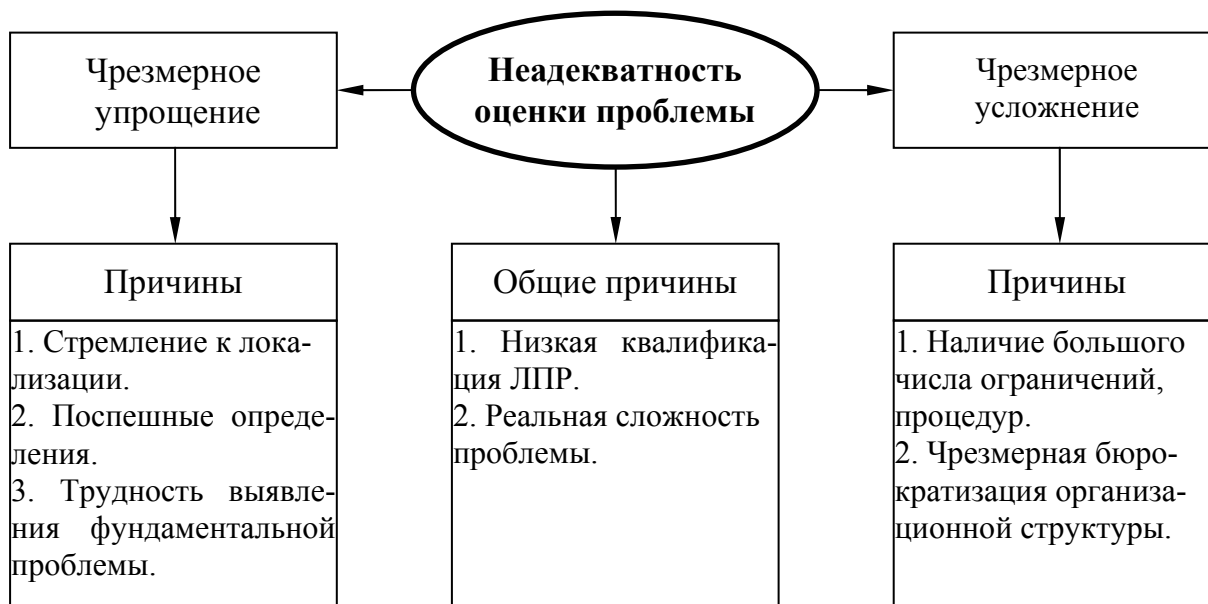 Чрезмерное
упрощение
Неадекватность
оценки проблемы
Чрезмерное
усложнение
Причины
1. Стремление к лока-
лизации.
2. Поспешные опреде-
ления.
3. Трудность выявле-
ния фундаментальной
проблемы.
Общие причины
1. Низкая квалифика-
ция ЛПР.
2. Реальная сложность
проблемы.
Причины
1. Наличие большого
числа ограничений,
процедур.
2. Чрезмерная бюро-
кратизация организа-
ционной структуры.